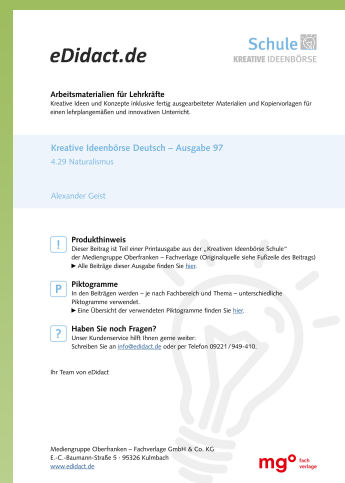 eDidact.de
Schule
KREATIVE IDEENBÖRSE
Arbeitsmaterialien für Lehrkräfte
Kreative Ideen und Konzepte inklusive fertig ausgearbeiteter Materialien und Kopiervorlagen für
einen lehrplangemäßen und innovativen Unterricht.
Kreative Ideenbörse Deutsch – Ausgabe 97
4.29 Naturalismus
Alexander Geist
!
Produkthinweis
Dieser Beitrag ist Teil einer Printausgabe aus der „Kreativen Ideenbörse Schule“
der Mediengruppe Oberfranken – Fachverlage (Originalquelle siehe Fußzeile des Beitrags)
► Alle Beiträge dieser Ausgabe finden Sie hier.
P
Piktogramme
In den Beiträgen werden – je nach Fachbereich und Thema – unterschiedliche
Piktogramme verwendet.
► Eine Übersicht der verwendeten Piktogramme finden Sie hier.
?
Haben Sie noch Fragen?
Unser Kundenservice hilft Ihnen gerne weiter:
Schreiben Sie an info@edidact.de oder per Telefon 09221/949-410.
Ihr Team von eDidact
Mediengruppe Oberfranken – Fachverlage GmbH & Co. KG
E.-C.-Baumann-Straße 5 · 95326 Kulmbach
www.edidact.de
mgo fach
verlage